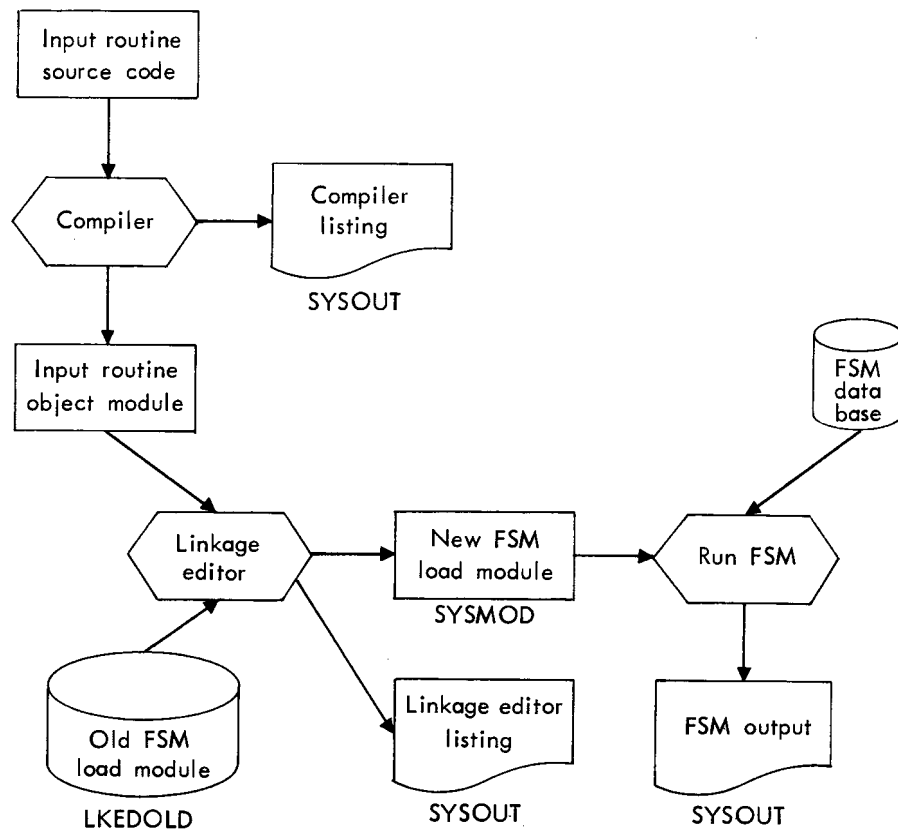 Input routine
source code
Compiler
Compiler
listing
SYSOUT
Input routine
object module
FSM
data
base
Linkage
editor
New FSM
load module
SYSMOD
Run FSM
Old FSM
load module
LKEDOLD
Linkage editor
listing
SYSOUT
FSM output
SYSOUT